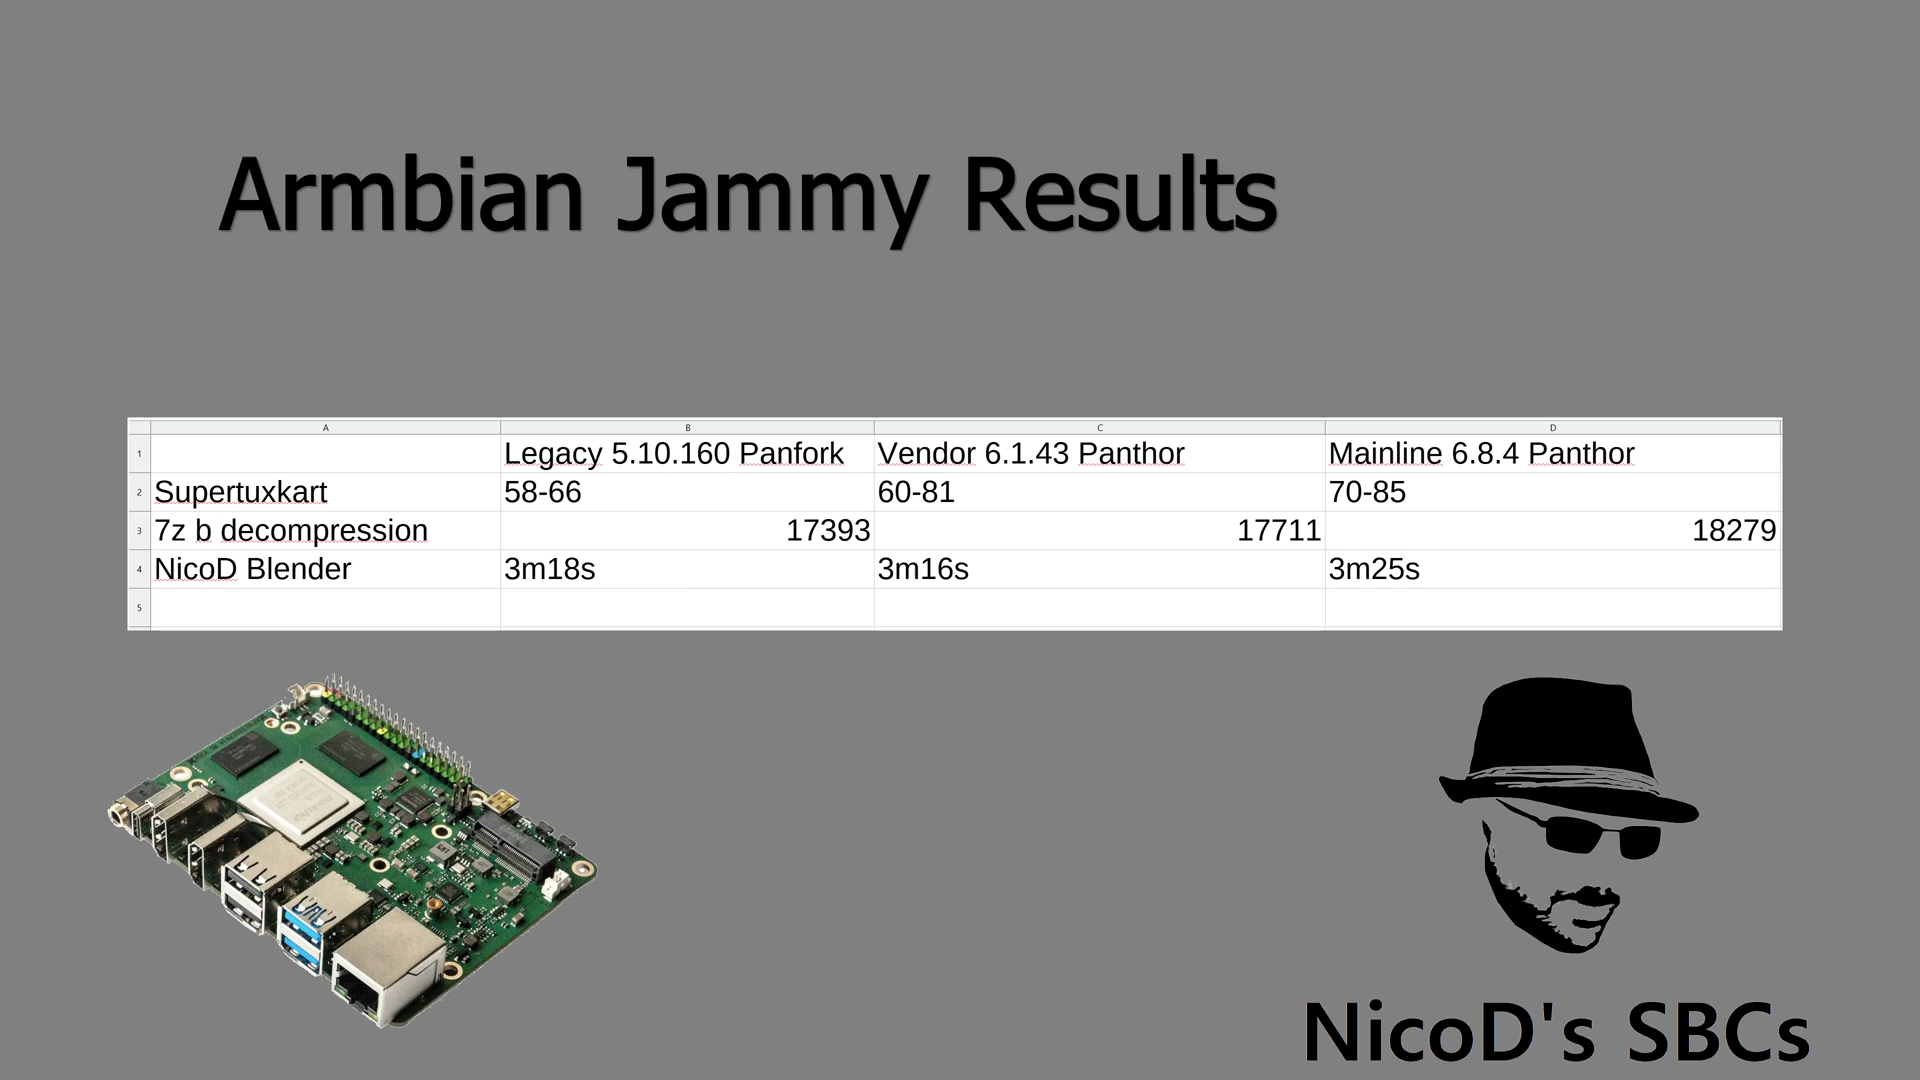 Armbian Jammy Results
A B C D
1 Legacy 5.10.160 Panfork Vendor 6.1.43 Panthor Mainline 6.8.4 Panthor
2 Supertuxkart 58-66 60-81 70-85
3 7z b decompression 17393 17711 18279
4 NicoD Blender 3m18s 3m16s 3m25s
5
NicoD's SBCs